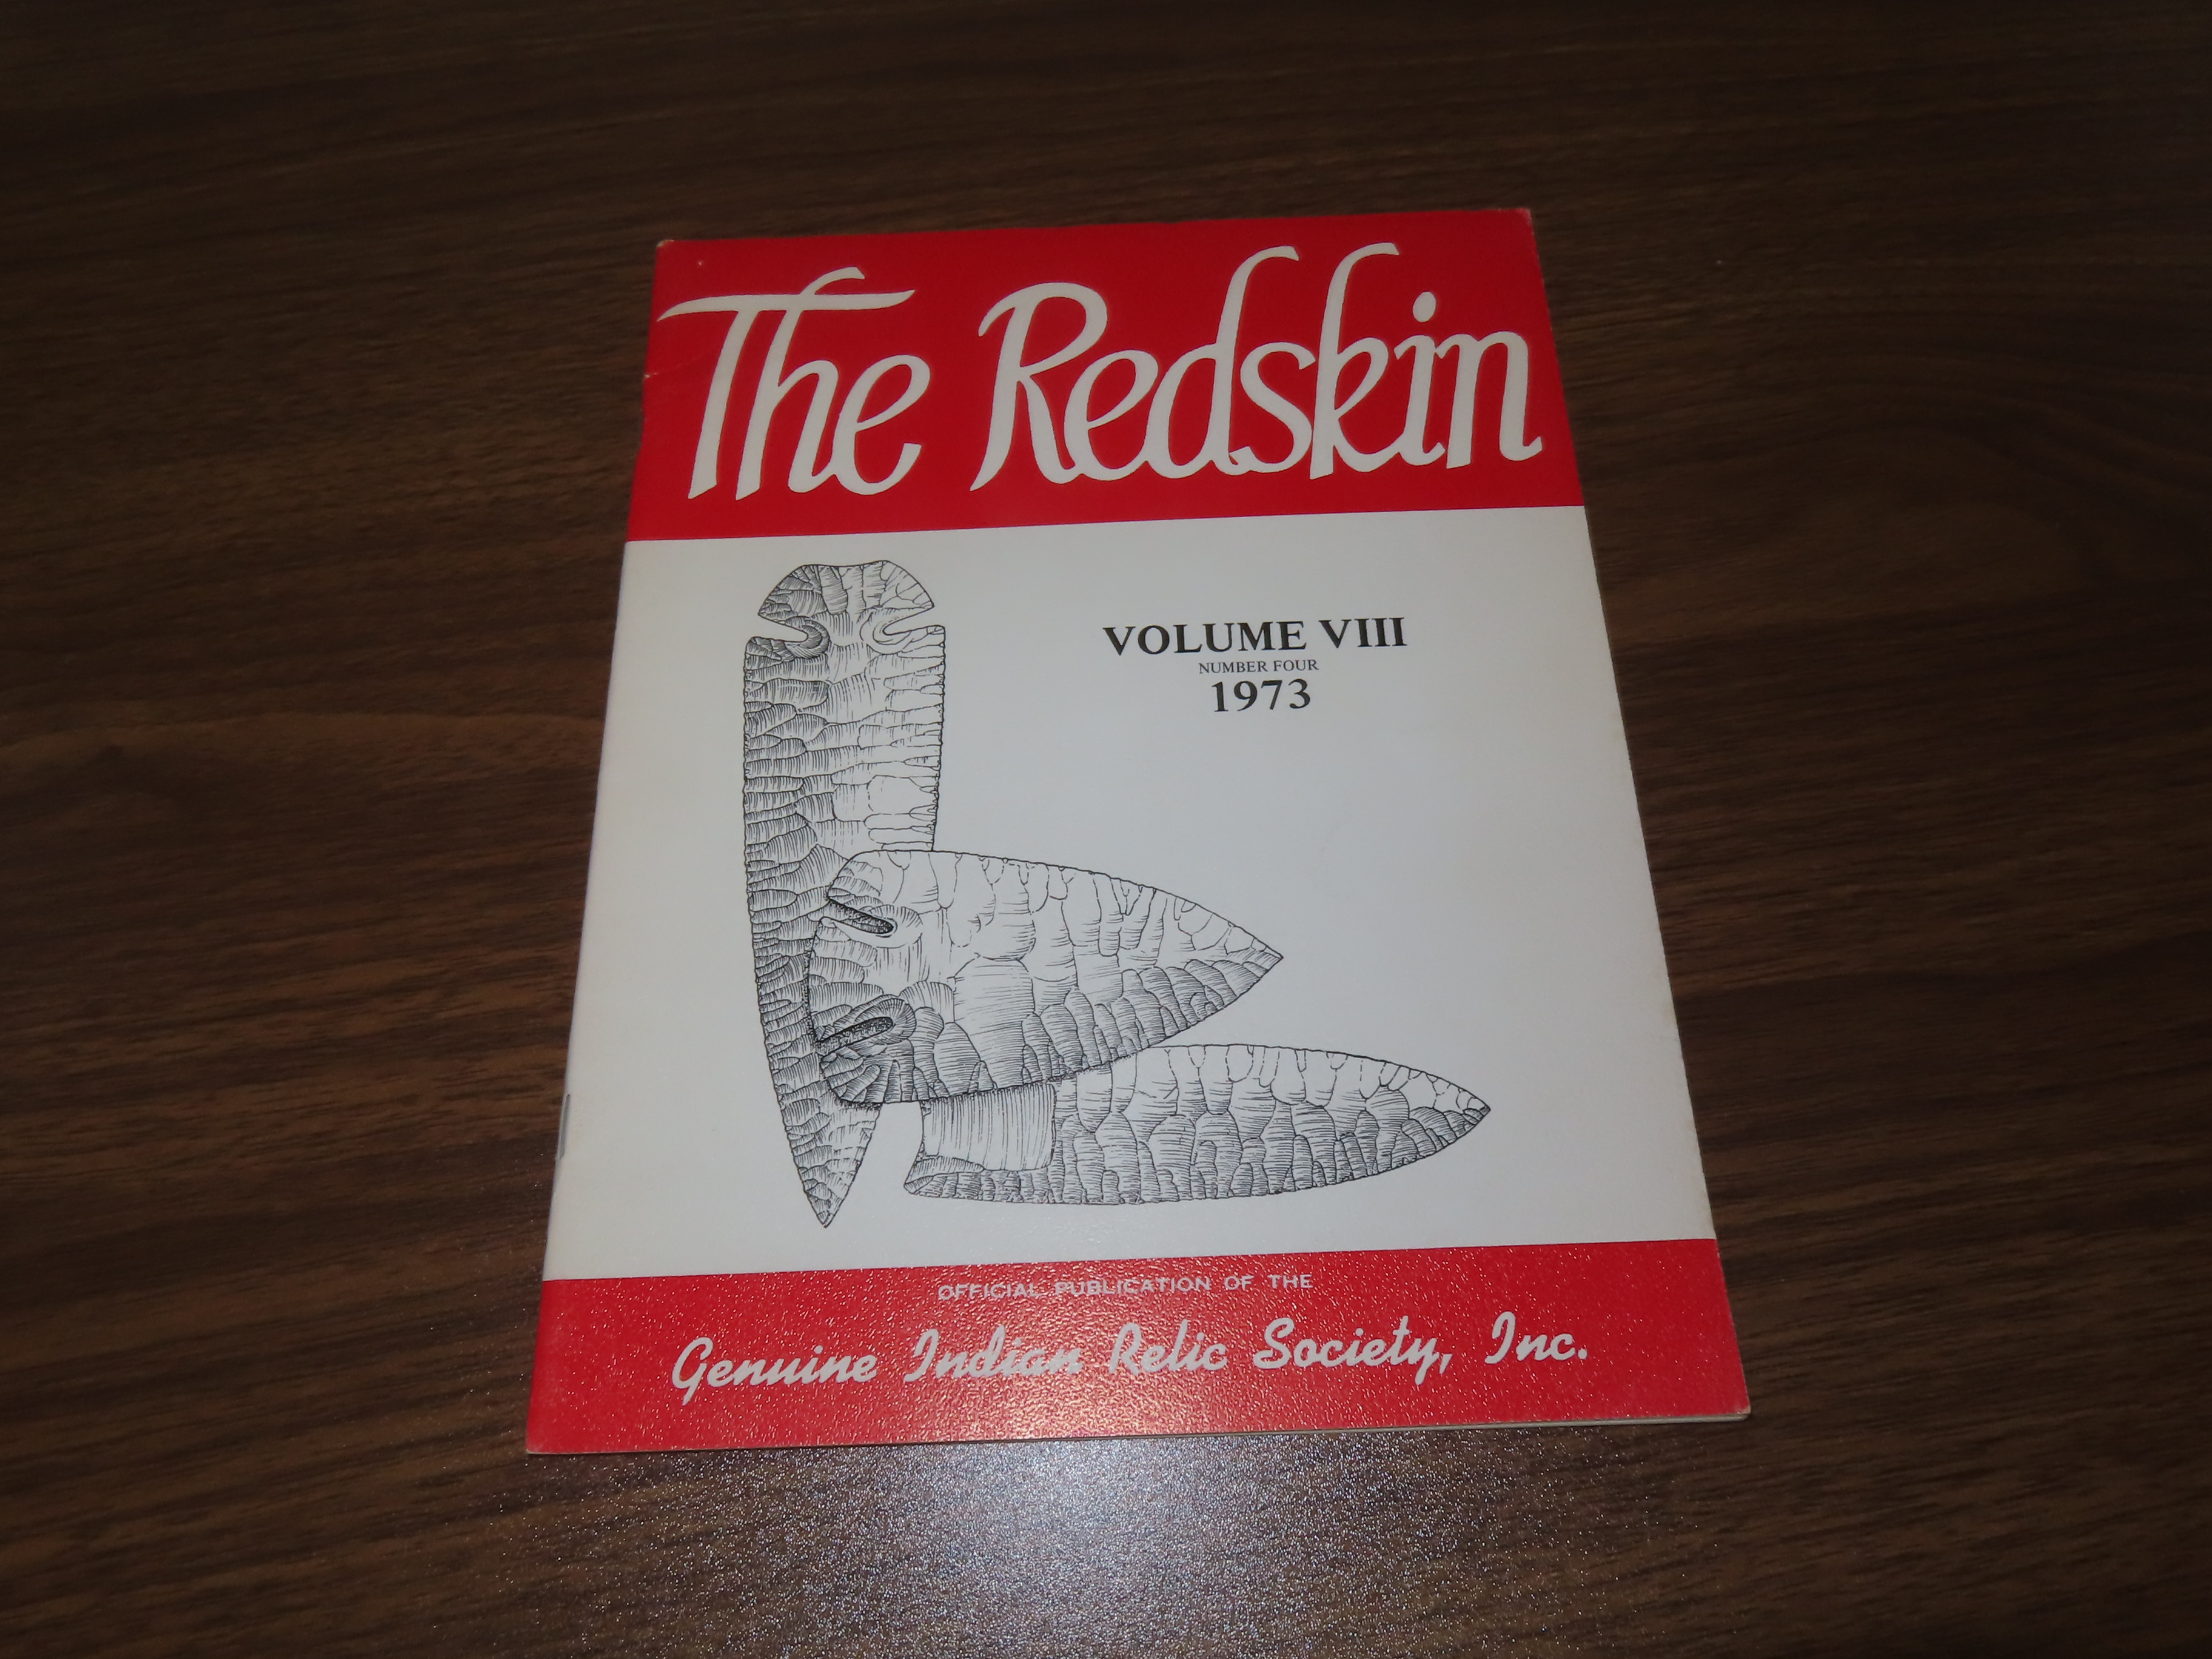 The Redskin
VOLUME VIII
NUMBER FOUR
1973
OFFICIAL PUBLICATION OF THE
Genuine Indian Relic Society, Inc.